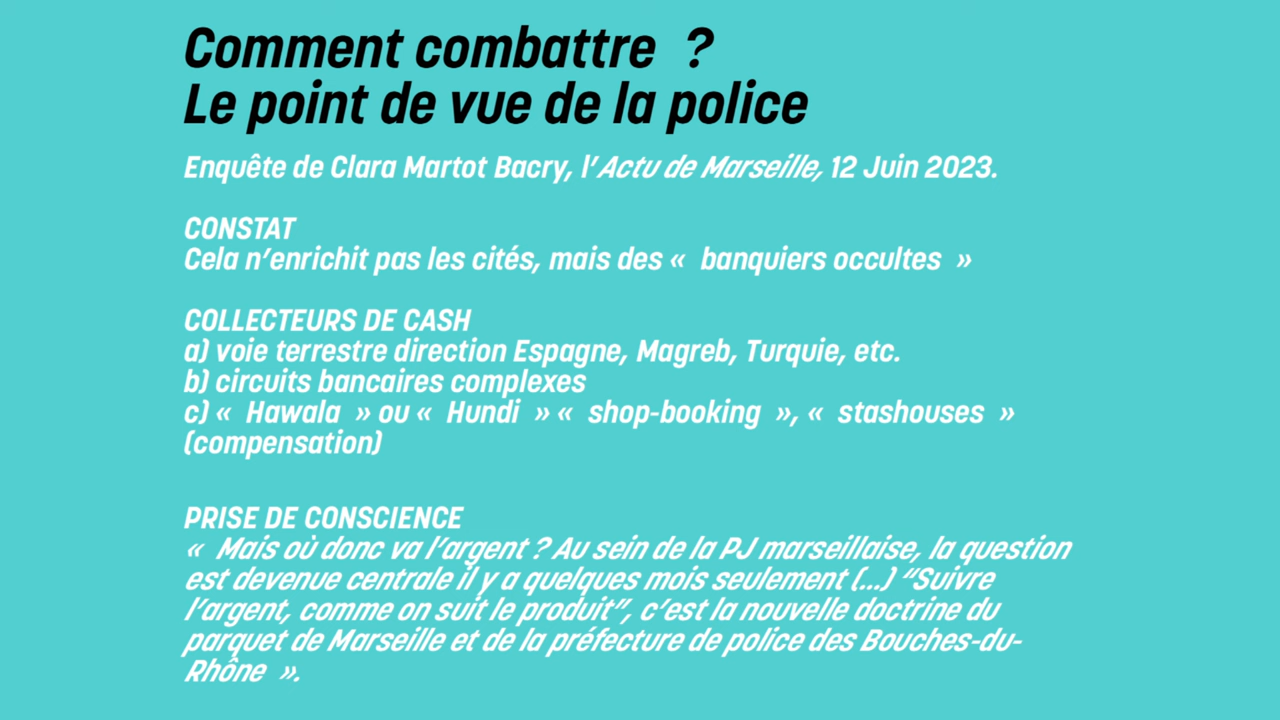 Comment combattre ?
Le point de vue de la police
Enquête de Clara Martot Bacry, l’Actu de Marseille, 12 Juin 2023.
CONSTAT
Cela n’enrichit pas les cités, mais des « banquiers occultes »
COLLECTEURS DE CASH
a) voie terrestre direction Espagne, Magreb, Turquie, etc.
b) circuits bancaires complexes
c) « Hawala » ou « Hundi » « shop-booking », « stashouses »
(compensation)
PRISE DE CONSCIENCE
« Mais où donc va l’argent ? Au sein de la PJ marseillaise, la question
est devenue centrale il y a quelques mois seulement (...) “Suivre
l’argent, comme on suit le produit”, c’est la nouvelle doctrine du
parquet de Marseille et de la préfecture de police des Bouches-du-
Rhône ».